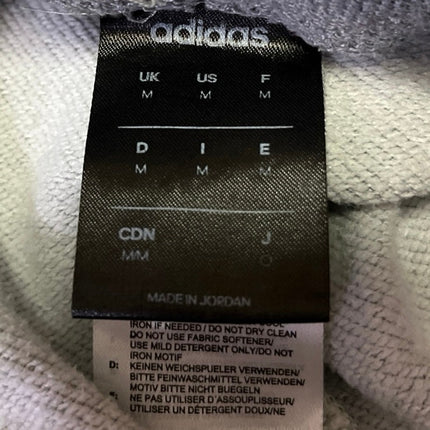 adidas
UK US F
M M M
D I E
M M M
CDN J
M/M O
MADE IN JORDAN
IRON IF NEEDED / DO NOT DRY CLEAN
DO NOT USE FABRIC SOFTENER/
USE MILD DETERGENT ONLY/DO NOT
IRON MOTIF
D: KEINEN WEICHSPUELER VERWENDEN/
BITTE FEINWASCHMITTEL VERWENDEN/
MOTIV BITTE NICHT BUEGELN
NE PAS UTILISER D'ASSOUPLISEUR/
UTILISER UN DÉTERGENT DOUX/NE